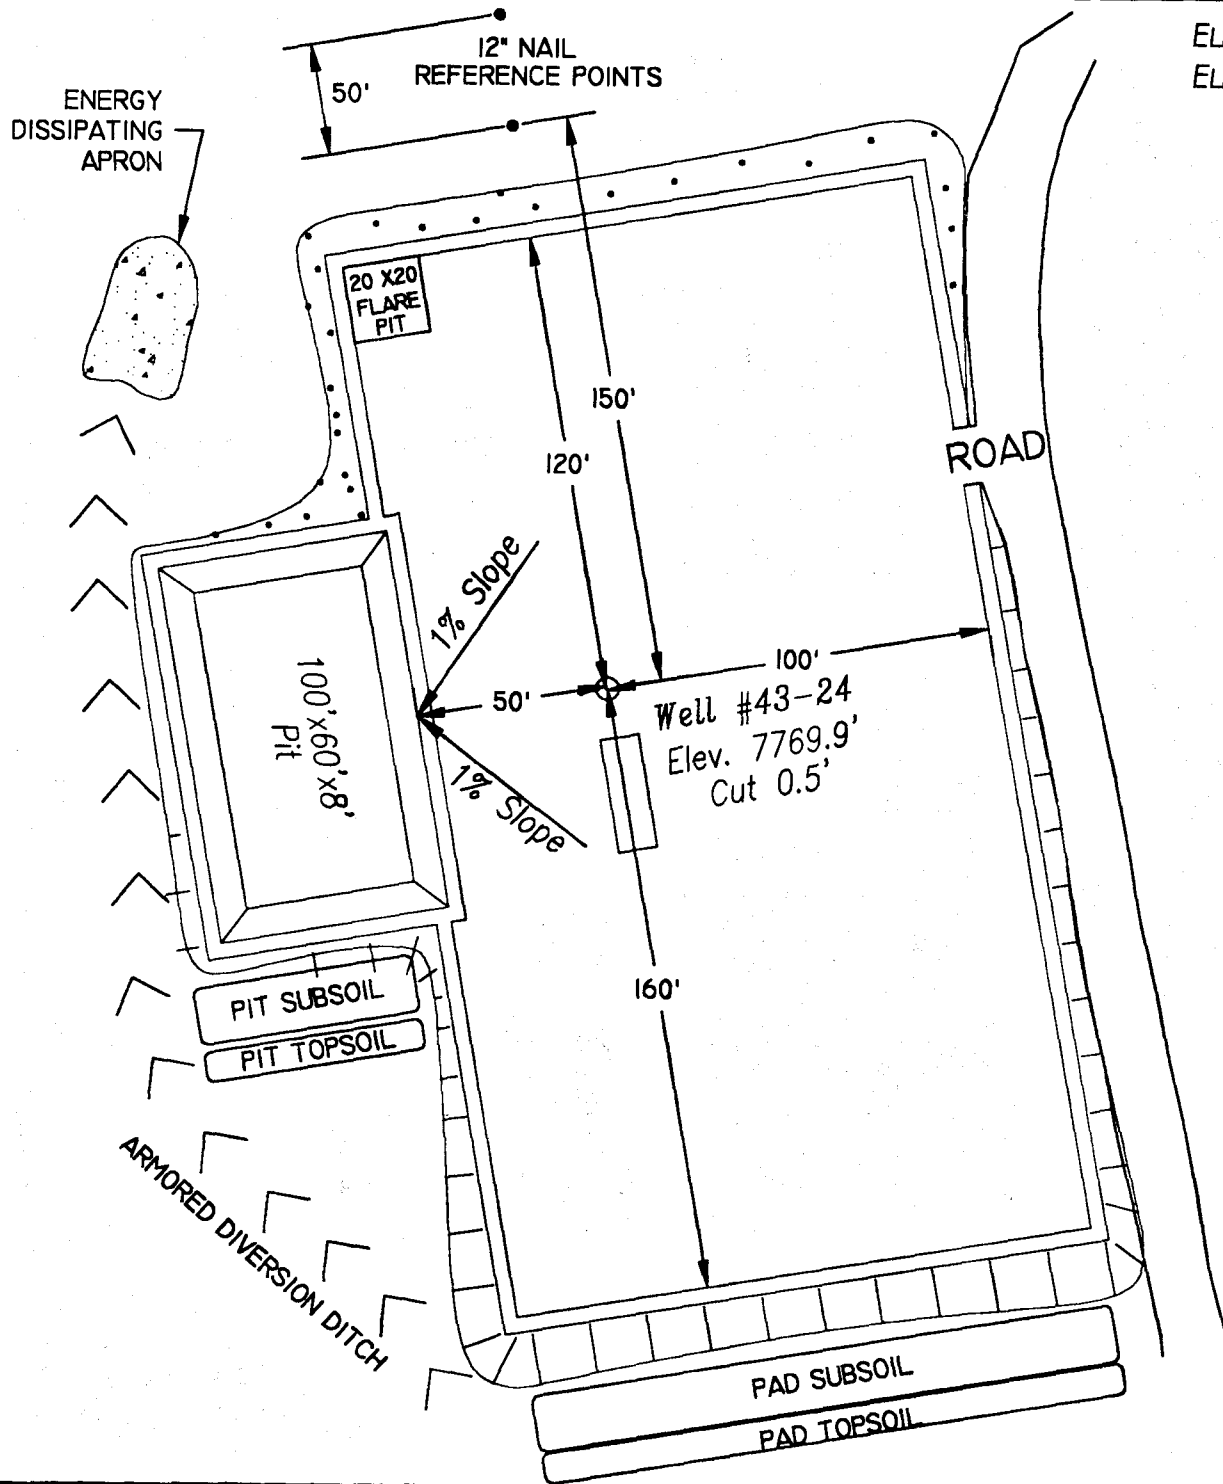 EL
EL
12" NAIL
REFERENCE POINTS
50'
ENERGY
DISSIPATING
APRON
20 X20
FLARE
PIT
150'
120'
ROAD
1% Slope
100'
50'
Well #43-24
Elev. 7769.9'
Cut 0.5'
100'x60'x8'
Pit
1% Slope
160'
PIT SUBSOIL
PIT TOPSOIL
ARMORED DIVERSION DITCH
PAD SUBSOIL
PAD TOPSOIL